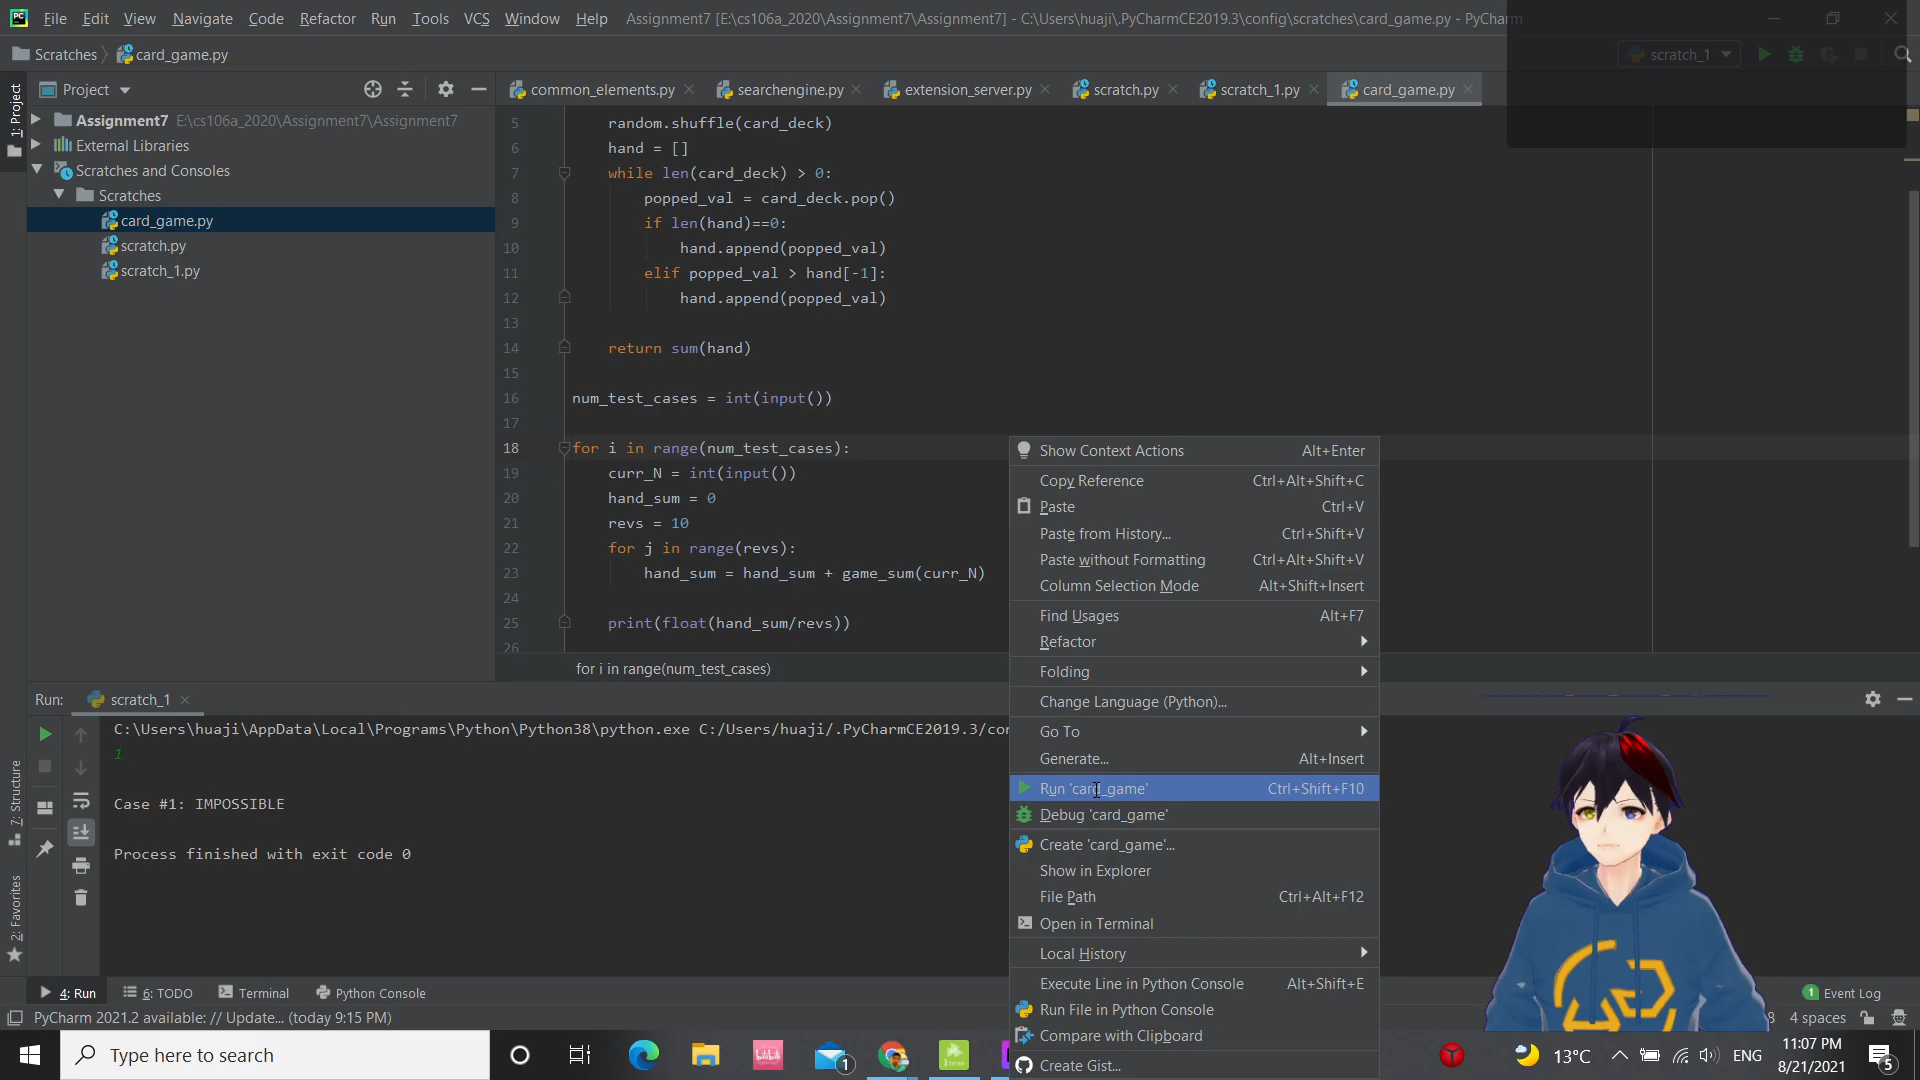 PC File Edit View Navigate Code Refactor Run Tools VCS Window Help Assignment7 [E:\cs106a_2020\Assignment7\Assignment7] - C:\Users\huaji\.PyCharmCE2019.3\config\scratches\card_game.py - PyCharm
Scratches card_game.py scratch_1
1: Project
Project
common_elements.py searchengine.py extension_server.py scratch.py scratch_1.py card_game.py
Assignment7 E:\cs106a_2020\Assignment7\Assignment7
External Libraries
Scratches and Consoles
Scratches
card_game.py
scratch.py
scratch_1.py
5 random.shuffle(card_deck)
6 hand = []
7 while len(card_deck) > 0:
8 popped_val = card_deck.pop()
9 if len(hand)==0:
10 hand.append(popped_val)
11 elif popped_val > hand[-1]:
12 hand.append(popped_val)
13
14 return sum(hand)
15
16 num_test_cases = int(input())
17
18 for i in range(num_test_cases):
19 curr_N = int(input())
20 hand_sum = 0
21 revs = 10
22 for j in range(revs):
23 hand_sum = hand_sum + game_sum(curr_N)
24
25 print(float(hand_sum/revs))
26
for i in range(num_test_cases)
Show Context Actions Alt+Enter
Copy Reference Ctrl+Alt+Shift+C
Paste Ctrl+V
Paste from History... Ctrl+Shift+V
Paste without Formatting Ctrl+Alt+Shift+V
Column Selection Mode Alt+Shift+Insert
Find Usages Alt+F7
Refactor
Folding
Change Language (Python)...
Go To
Generate... Alt+Insert
Run 'card_game' Ctrl+Shift+F10
Debug 'card_game'
Create 'card_game'...
Show in Explorer
File Path Ctrl+Alt+F12
Open in Terminal
Local History
Execute Line in Python Console Alt+Shift+E
Run File in Python Console
Compare with Clipboard
Create Gist...
Run: scratch_1
C:\Users\huaji\AppData\Local\Programs\Python\Python38\python.exe C:/Users/huaji/.PyCharmCE2019.3/
1
Case #1: IMPOSSIBLE
Process finished with exit code 0
7: Structure
2: Favorites
4: Run 6: TODO Terminal Python Console 1 Event Log
PyCharm 2021.2 available: // Update... (today 9:15 PM) 4 spaces
Type here to search 1 13°C ENG 11:07 PM
8/21/2021 5